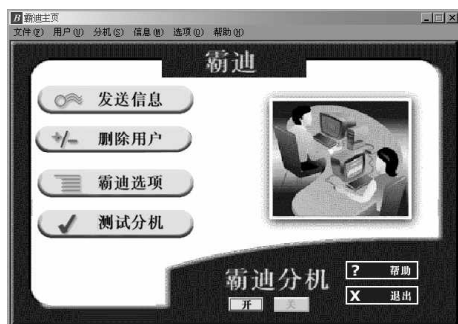 霸迪主页
文件(F) 用户(U) 分机(S) 信息(M) 选项(O) 帮助(H)
霸迪
发送信息
+/- 删除用户
霸迪选项
测试分机
霸迪分机
开 关
? 帮助
X 退出